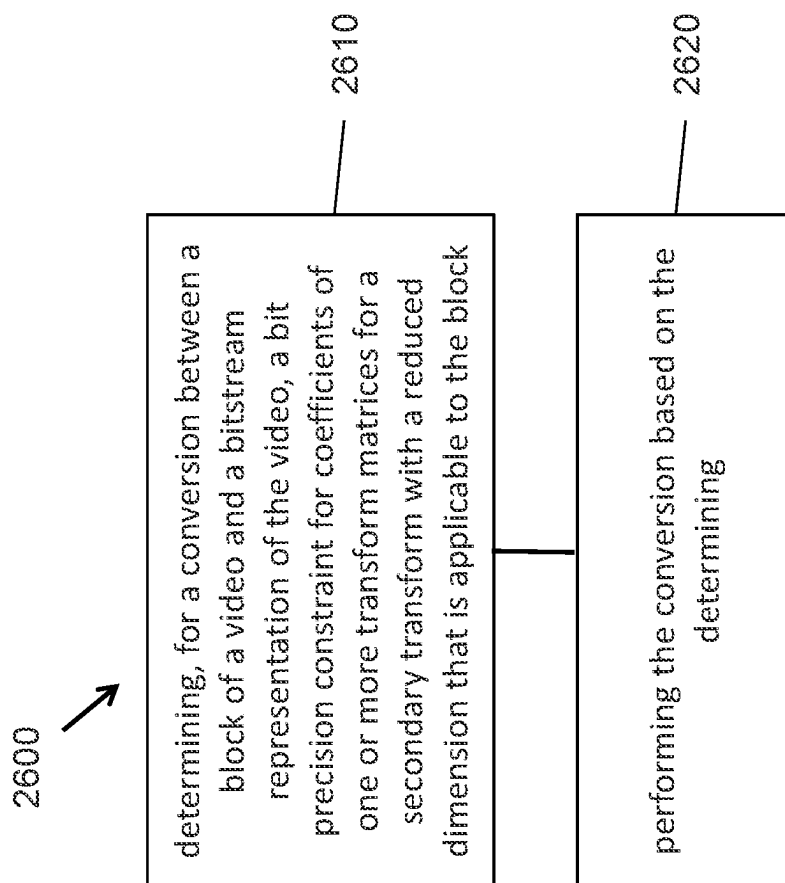 2600
determining, for a conversion between a
block of a video and a bitstream
representation of the video, a bit
precision constraint for coefficients of
one or more transform matrices for a
secondary transform with a reduced
dimension that is applicable to the block
2610
performing the conversion based on the
determining
2620